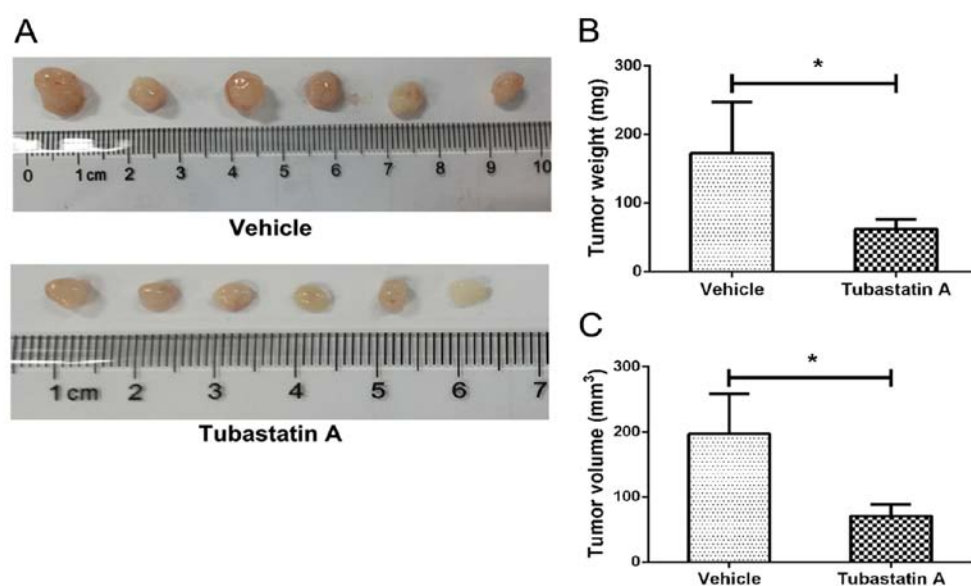 A
0 1 cm 2 3 4 5 6 7 8 9 10
Vehicle
1 cm 2 3 4 5 6 7
Tubastatin A
B
*
300
200
100
0
Tumor weight (mg)
Vehicle Tubastatin A
C
*
300
200
100
0
Tumor volume (mm³)
Vehicle Tubastatin A